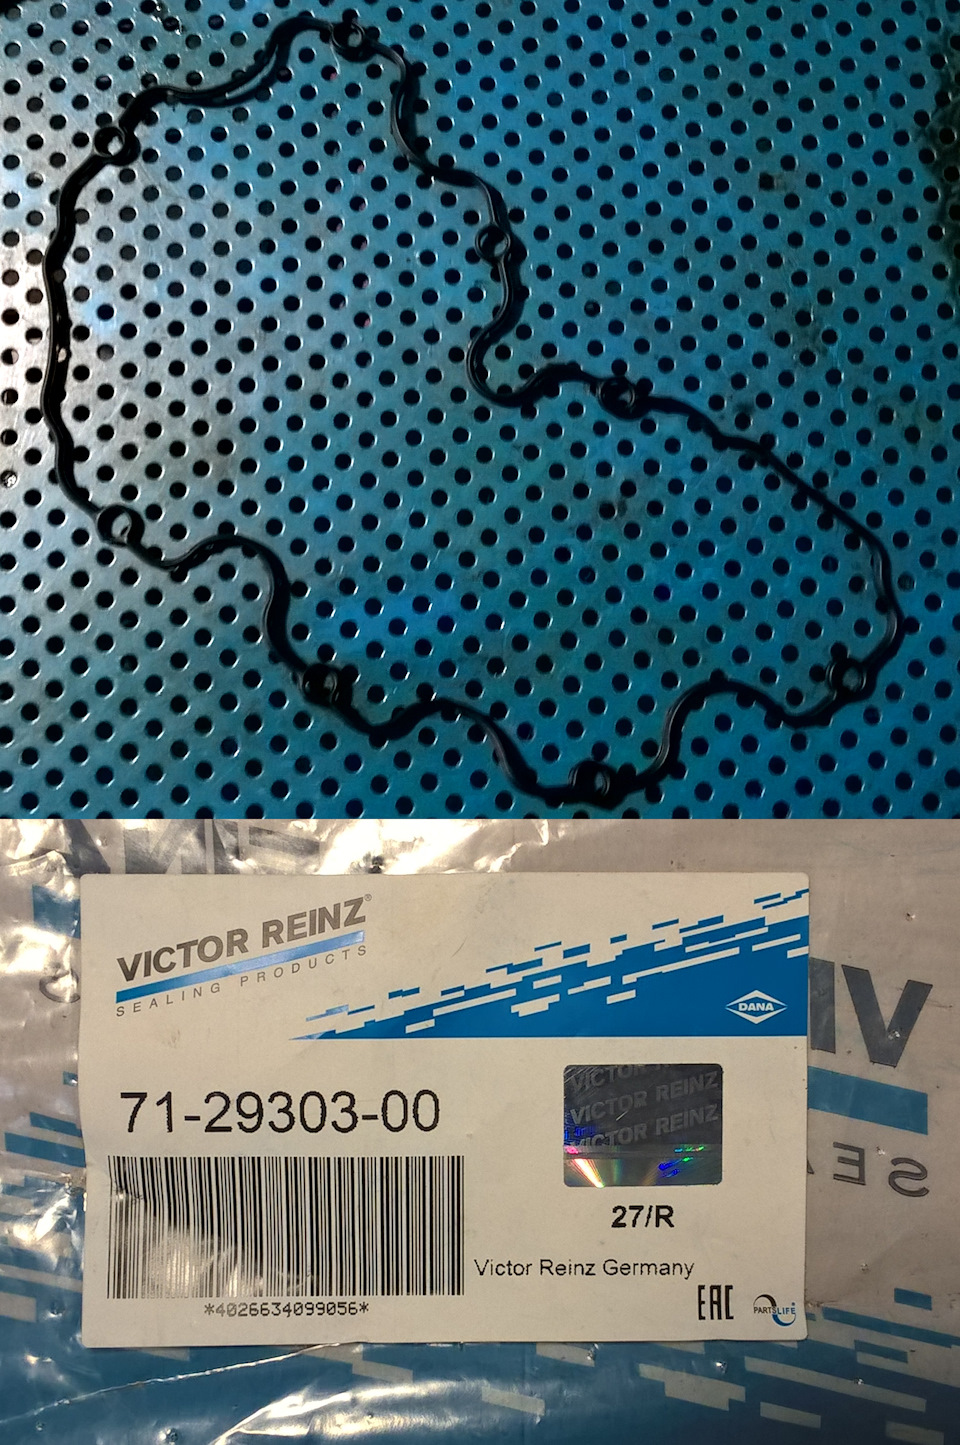 VICTOR REINZ®
SEALING PRODUCTS
DANA
71-29303-00
VICTOR REINZ
VICTOR REINZ
VICTOR REINZ
27/R
Victor Reinz Germany
*4026634099056*
EAC
PARTSLIFE